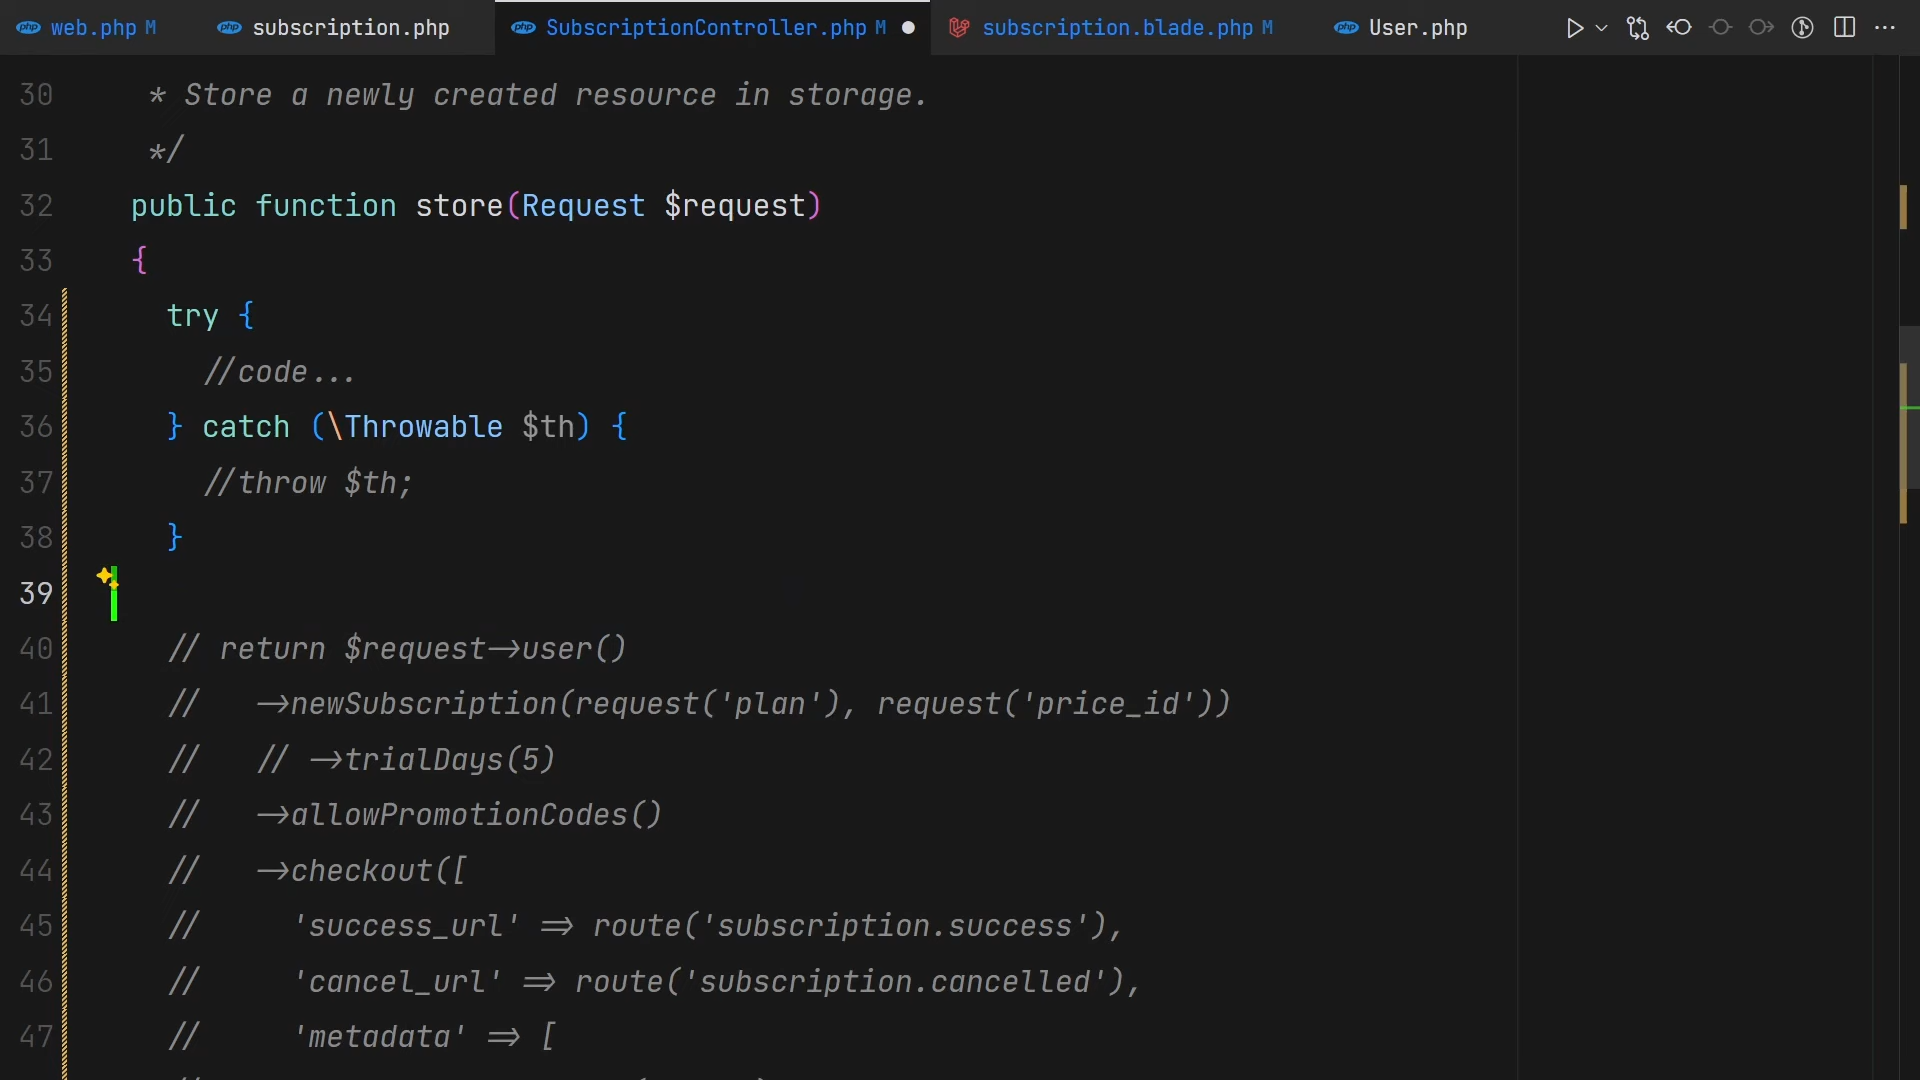 web.php M subscription.php SubscriptionController.php M subscription.blade.php M User.php
30 * Store a newly created resource in storage.
31 */
32 public function store(Request $request)
33 {
34 try {
35 //code...
36 } catch (\Throwable $th) {
37 //throw $th;
38 }
39
40 // return $request->user()
41 // ->newSubscription(request('plan'), request('price_id'))
42 // // ->trialDays(5)
43 // ->allowPromotionCodes()
44 // ->checkout([
45 // 'success_url' => route('subscription.success'),
46 // 'cancel_url' => route('subscription.cancelled'),
47 // 'metadata' => [